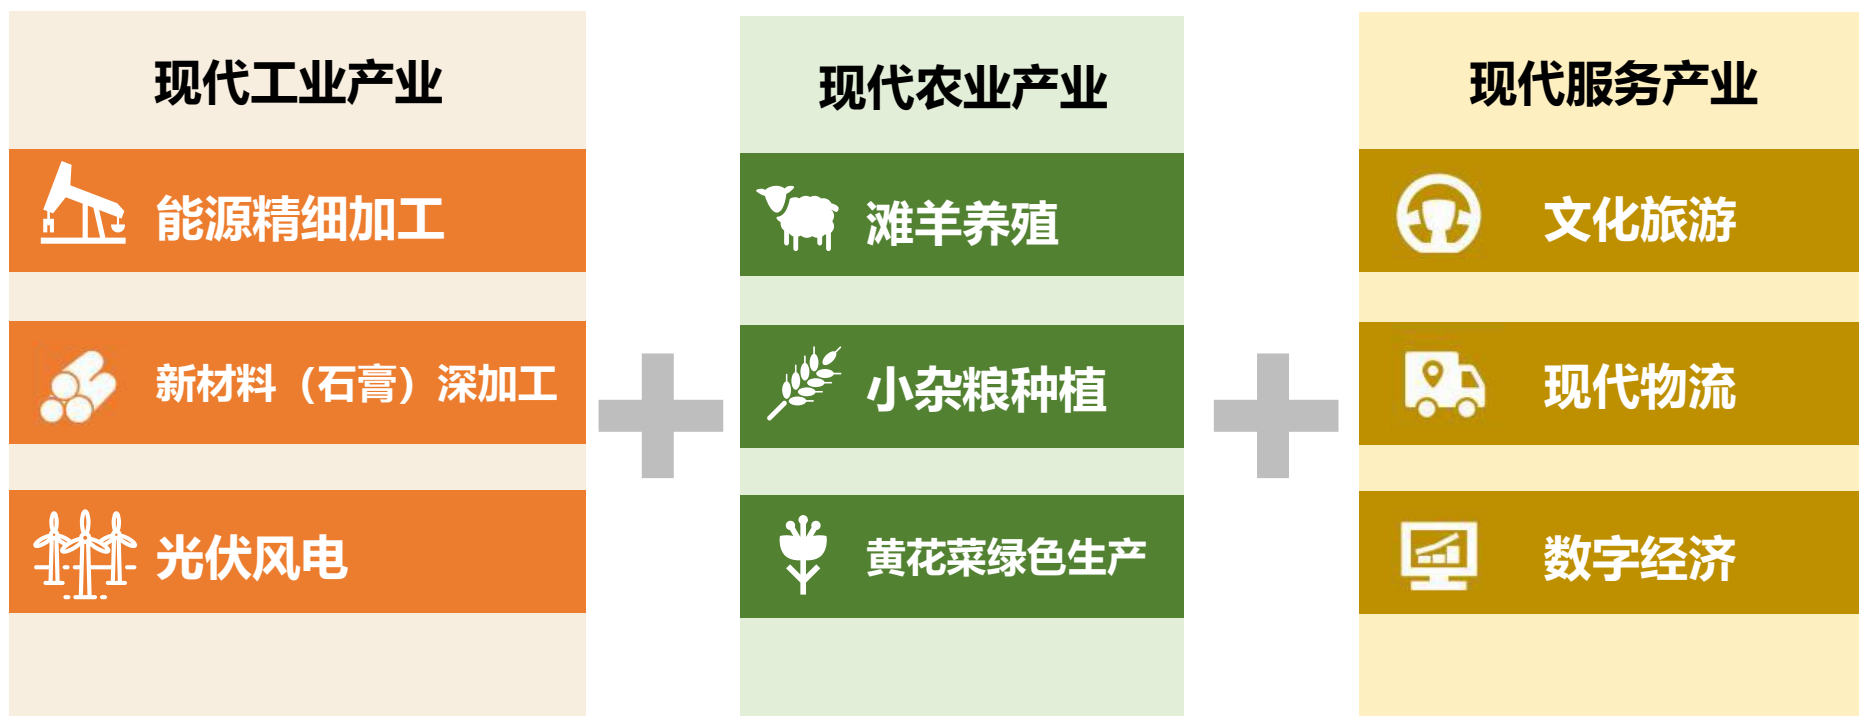 现代工业产业
能源精细加工
新材料（石膏）深加工
光伏风电
现代农业产业
滩羊养殖
小杂粮种植
黄花菜绿色生产
现代服务产业
文化旅游
现代物流
数字经济